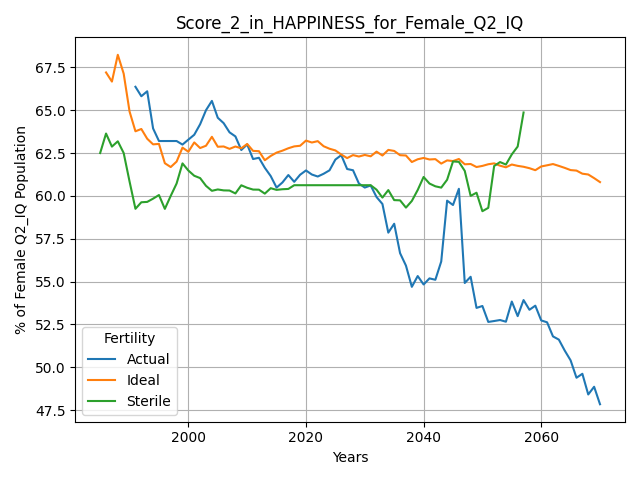 Score_2_in_HAPPINESS_for_Female_Q2_IQ
% of Female Q2_IQ Population
67.5
65.0
62.5
60.0
57.5
55.0
52.5
50.0
47.5
Fertility
Actual
Ideal
Sterile
2000 2020 2040 2060
Years